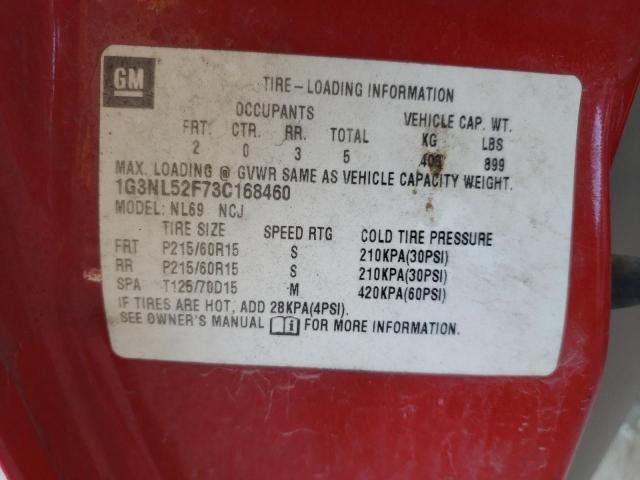 GM
TIRE-LOADING INFORMATION
OCCUPANTS VEHICLE CAP. WT.
FRT. CTR. RR. TOTAL KG LBS
2 0 3 5 408 899
MAX. LOADING @ GVWR SAME AS VEHICLE CAPACITY WEIGHT.
1G3NL52F73C168460
MODEL: NL69 NCJ
TIRE SIZE SPEED RTG COLD TIRE PRESSURE
FRT P215/60R15 S 210KPA(30PSI)
RR P215/60R15 S 210KPA(30PSI)
SPA T125/70D15 M 420KPA(60PSI)
IF TIRES ARE HOT, ADD 28KPA(4PSI).
SEE OWNER'S MANUAL FOR MORE INFORMATION.